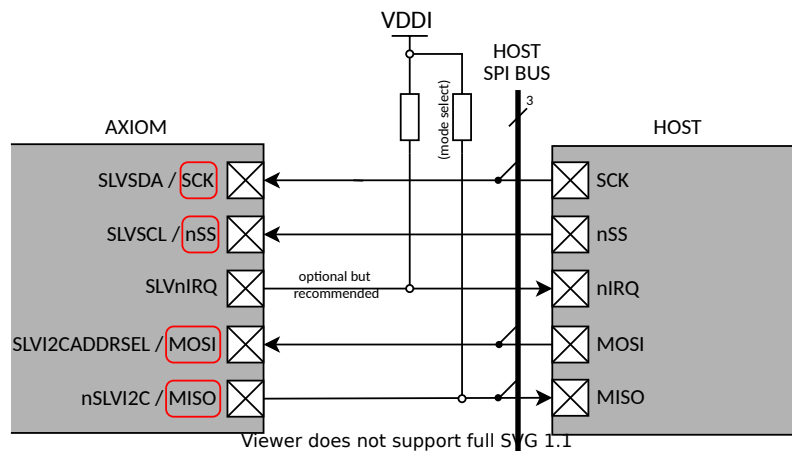 VDDI
HOST
SPI BUS
3
(mode select)
AXIOM
HOST
SLVSDA / SCK
SCK
SLVSCL / nSS
nSS
SLVnIRQ
optional but
recommended
nIRQ
SLVI2CADDRSEL / MOSI
MOSI
nSLVI2C / MISO
MISO
Viewer does not support full SVG 1.1